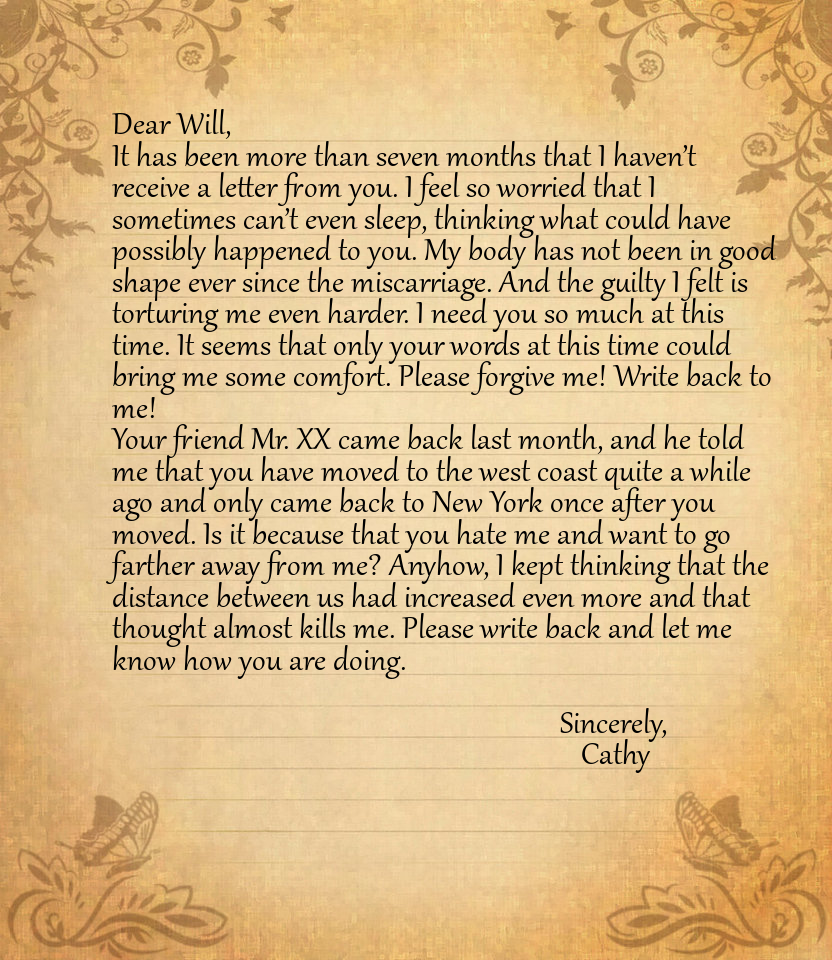 Dear Will,
It has been more than seven months that I haven't
receive a letter from you. I feel so worried that I
sometimes can't even sleep, thinking what could have
possibly happened to you. My body has not been in good
shape ever since the miscarriage. And the guilty I felt is
torturing me even harder. I need you so much at this
time. It seems that only your words at this time could
bring me some comfort. Please forgive me! Write back to
me!
Your friend Mr. XX came back last month, and he told
me that you have moved to the west coast quite a while
ago and only came back to New York once after you
moved. Is it because that you hate me and want to go
farther away from me? Anyhow, I kept thinking that the
distance between us had increased even more and that
thought almost kills me. Please write back and let me
know how you are doing.
Sincerely,
Cathy